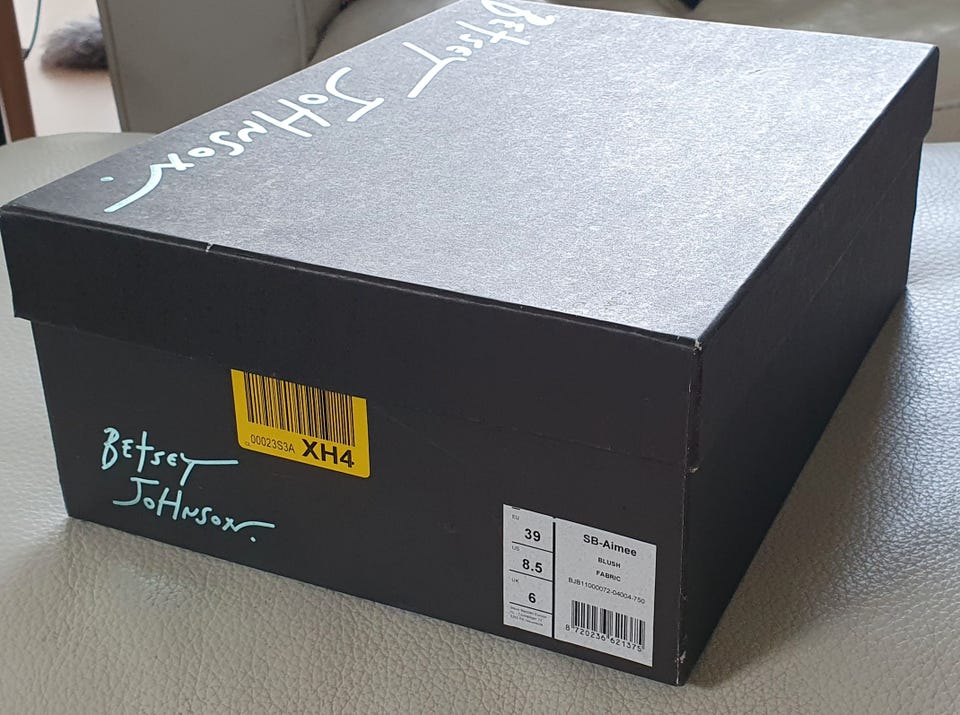 Betsey Johnson.
00023S3A XH4
Betsey
Johnson.
EU
39
US
8.5
UK
6
SB-Aimee
BLUSH
FABRIC
BJB11000072-04004-750
8 720236 621375